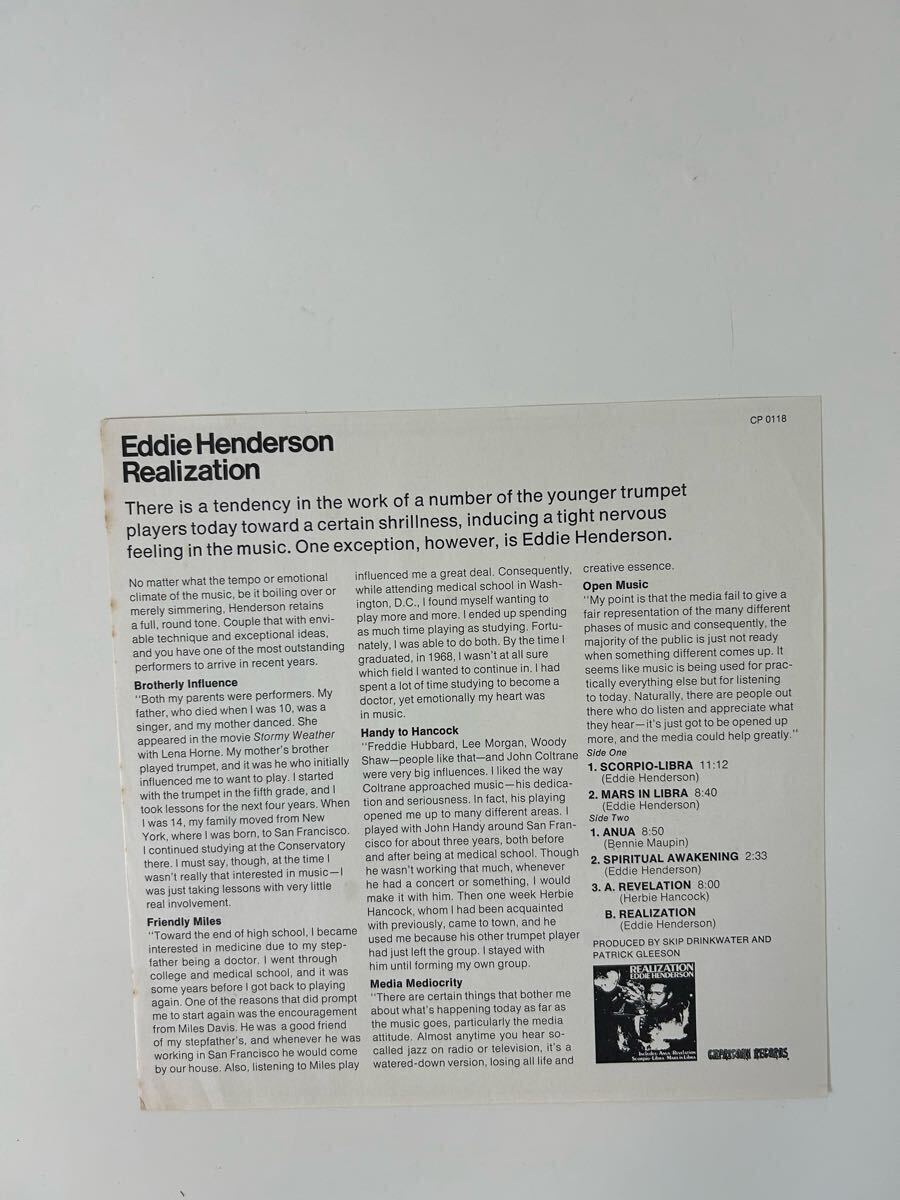 CP 0118
Eddie Henderson
Realization
There is a tendency in the work of a number of the younger trumpet
players today toward a certain shrillness, inducing a tight nervous
feeling in the music. One exception, however, is Eddie Henderson.
No matter what the tempo or emotional
climate of the music, be it boiling over or
merely simmering, Henderson retains
a full, round tone. Couple that with envi-
able technique and exceptional ideas,
and you have one of the most outstanding
performers to arrive in recent years.
Brotherly Influence
"Both my parents were performers. My
father, who died when I was 10, was a
singer, and my mother danced. She
appeared in the movie Stormy Weather
with Lena Horne. My mother's brother
played trumpet, and it was he who initially
influenced me to want to play. I started
with the trumpet in the fifth grade, and I
took lessons for the next four years. When
I was 14, my family moved from New
York, where I was born, to San Francisco.
I continued studying at the Conservatory
there. I must say, though, at the time I
wasn't really that interested in music—I
was just taking lessons with very little
real involvement.
Friendly Miles
"Toward the end of high school, I became
interested in medicine due to my step-
father being a doctor. I went through
college and medical school, and it was
some years before I got back to playing
again. One of the reasons that did prompt
me to start again was the encouragement
from Miles Davis. He was a good friend
of my stepfather's, and whenever he was
working in San Francisco he would come
by our house. Also, listening to Miles play
influenced me a great deal. Consequently,
while attending medical school in Wash-
ington, D.C., I found myself wanting to
play more and more. I ended up spending
as much time playing as studying. Fortu-
nately, I was able to do both. By the time I
graduated, in 1968, I wasn't at all sure
which field I wanted to continue in. I had
spent a lot of time studying to become a
doctor, yet emotionally my heart was
in music.
Handy to Hancock
"Freddie Hubbard, Lee Morgan, Woody
Shaw—people like that—and John Coltrane
were very big influences. I liked the way
Coltrane approached music—his dedica-
tion and seriousness. In fact, his playing
opened me up to many different areas. I
played with John Handy around San Fran-
cisco for about three years, both before
and after being at medical school. Though
he wasn't working that much, whenever
he had a concert or something, I would
make it with him. Then one week Herbie
Hancock, whom I had been acquainted
with previously, came to town, and he
used me because his other trumpet player
had just left the group. I stayed with
him until forming my own group.
Media Mediocrity
"There are certain things that bother me
about what's happening today as far as
the music goes, particularly the media
attitude. Almost anytime you hear so-
called jazz on radio or television, it's a
watered-down version, losing all life and
creative essence.
Open Music
"My point is that the media fail to give a
fair representation of the many different
phases of music and consequently, the
majority of the public is just not ready
when something different comes up. It
seems like music is being used for prac-
tically everything else but for listening
to today. Naturally, there are people out
there who do listen and appreciate what
they hear—it's just got to be opened up
more, and the media could help greatly."
Side One
1. SCORPIO-LIBRA 11:12
(Eddie Henderson)
2. MARS IN LIBRA 8:40
(Eddie Henderson)
Side Two
1. ANUA 8:50
(Bennie Maupin)
2. SPIRITUAL AWAKENING 2:33
(Eddie Henderson)
3. A. REVELATION 8:00
(Herbie Hancock)
B. REALIZATION
(Eddie Henderson)
PRODUCED BY SKIP DRINKWATER AND
PATRICK GLEESON
REALIZATION
EDDIE HENDERSON
Includes: Anua Revelation
Scorpio-Libra Mars in Libra
CAPRICORN RECORDS